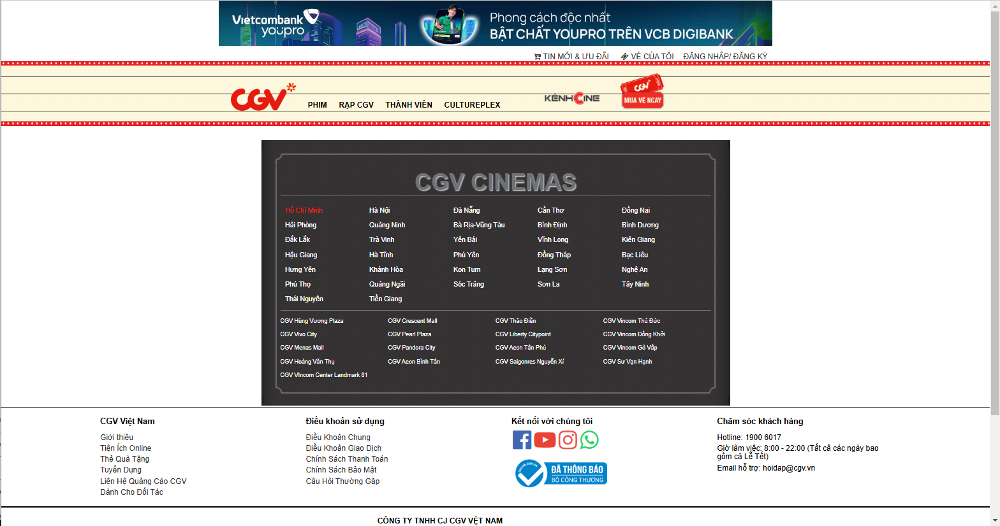 Vietcombank
youpro
Phong cách độc nhất
BẬT CHẤT YOUPRO TRÊN VCB DIGIBANK
TIN MỚI & ƯU ĐÃI VÉ CỦA TÔI ĐĂNG NHẬP/ ĐĂNG KÝ
CGV PHIM RẠP CGV THÀNH VIÊN CULTUREPLEX KÊNH CINE
CGV
MUA VÉ NGAY
CGV CINEMAS
Hồ Chí Minh Hà Nội Đà Nẵng Cần Thơ Đồng Nai
Hải Phòng Quảng Ninh Bà Rịa-Vũng Tàu Bình Định Bình Dương
Đắk Lắk Trà Vinh Yên Bái Vĩnh Long Kiên Giang
Hậu Giang Hà Tĩnh Phú Yên Đồng Tháp Bạc Liêu
Hưng Yên Khánh Hòa Kon Tum Lạng Sơn Nghệ An
Phú Thọ Quảng Ngãi Sóc Trăng Sơn La Tây Ninh
Thái Nguyên Tiền Giang
CGV Hùng Vương Plaza CGV Crescent Mall CGV Thảo Điền CGV Vincom Thủ Đức
CGV Vivo City CGV Pearl Plaza CGV Liberty Citypoint CGV Vincom Đồng Khởi
CGV Menas Mall CGV Pandora City CGV Aeon Tân Phú CGV Vincom Gò Vấp
CGV Hoàng Văn Thụ CGV Aeon Bình Tân CGV Saigonres Nguyễn Xí CGV Sư Vạn Hạnh
CGV VIncom Center Landmark 81
CGV Việt Nam
Giới thiệu
Tiện Ích Online
Thẻ Quà Tặng
Tuyển Dụng
Liên Hệ Quảng Cáo CGV
Dành Cho Đối Tác
Điều khoản sử dụng
Điều Khoản Chung
Điều Khoản Giao Dịch
Chính Sách Thanh Toán
Chính Sách Bảo Mật
Câu Hỏi Thường Gặp
Kết nối với chúng tôi
ONLINE.GOV.VN
ĐÃ THÔNG BÁO
BỘ CÔNG THƯƠNG
Chăm sóc khách hàng
Hotline: 1900 6017
Giờ làm việc: 8:00 - 22:00 (Tất cả các ngày bao
gồm cả Lễ Tết)
Email hỗ trợ: hoidap@cgv.vn
CÔNG TY TNHH CJ CGV VỆT NAM